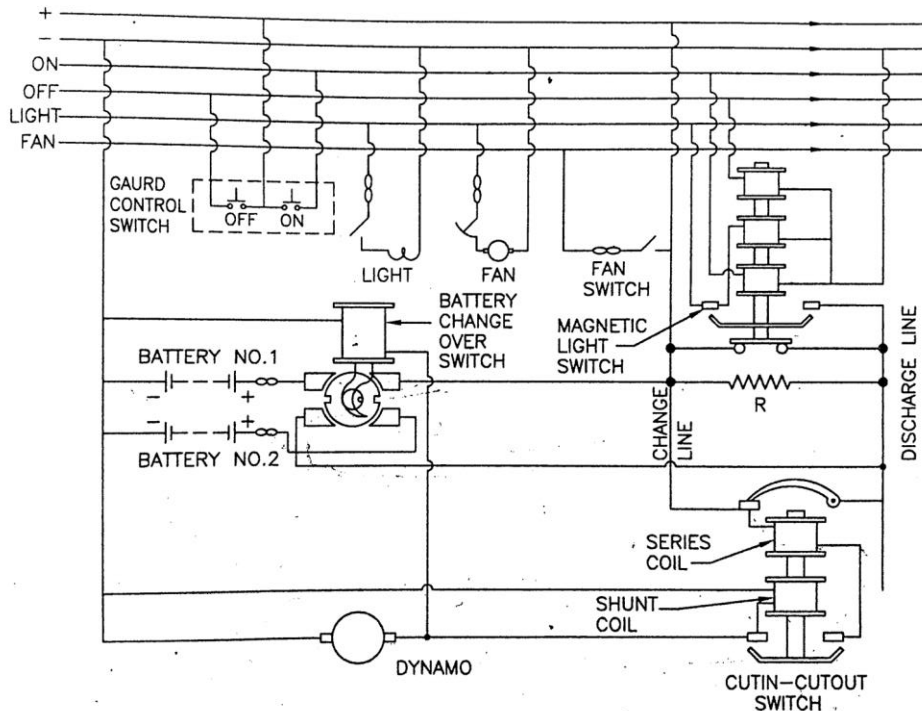 +
−
ON
OFF
LIGHT
FAN
GAURD
CONTROL
SWITCH
OFF
ON
LIGHT
FAN
FAN
SWITCH
BATTERY
CHANGE
OVER
SWITCH
MAGNETIC
LIGHT
SWITCH
BATTERY NO.1
−
+
−
+
BATTERY NO.2
R
CHANGE
LINE
DISCHARGE LINE
SERIES
COIL
SHUNT
COIL
DYNAMO
CUTIN−CUTOUT
SWITCH